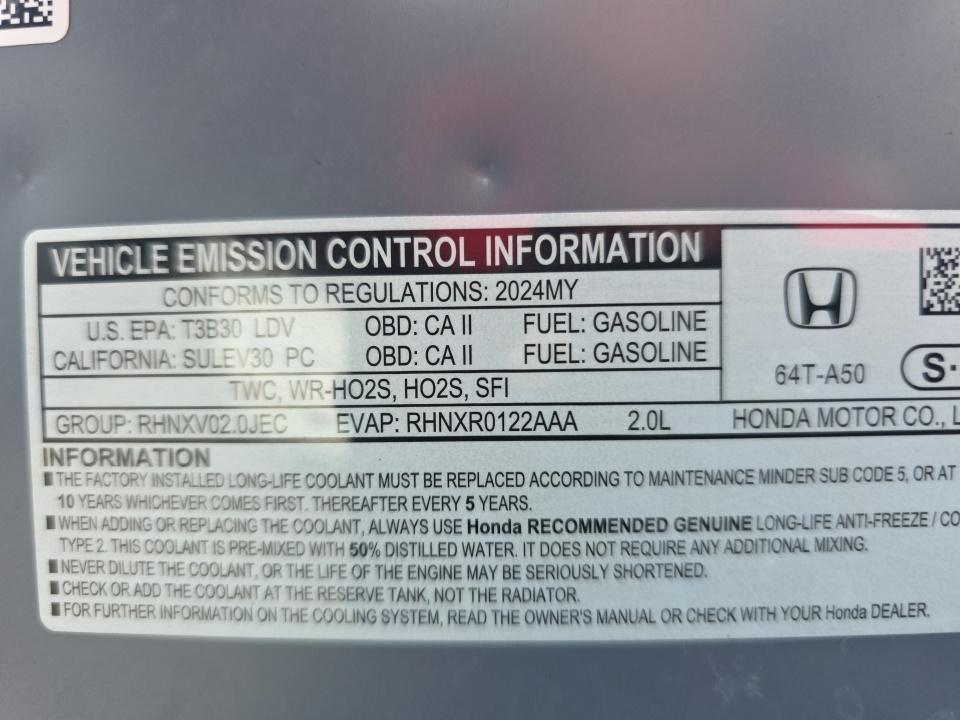 VEHICLE EMISSION CONTROL INFORMATION
CONFORMS TO REGULATIONS: 2024MY
U.S. EPA: T3B30 LDV OBD: CA II FUEL: GASOLINE
CALIFORNIA: SULEV30 PC OBD: CA II FUEL: GASOLINE
64T-A50 S·
TWC, WR-HO2S, HO2S, SFI
GROUP: RHNXV02.0JEC EVAP: RHNXR0122AAA 2.0L HONDA MOTOR CO., L
INFORMATION
THE FACTORY INSTALLED LONG-LIFE COOLANT MUST BE REPLACED ACCORDING TO MAINTENANCE MINDER SUB CODE 5, OR AT
10 YEARS WHICHEVER COMES FIRST. THEREAFTER EVERY 5 YEARS.
WHEN ADDING OR REPLACING THE COOLANT, ALWAYS USE Honda RECOMMENDED GENUINE LONG-LIFE ANTI-FREEZE / CO
TYPE 2. THIS COOLANT IS PRE-MIXED WITH 50% DISTILLED WATER. IT DOES NOT REQUIRE ANY ADDITIONAL MIXING.
NEVER DILUTE THE COOLANT, OR THE LIFE OF THE ENGINE MAY BE SERIOUSLY SHORTENED.
CHECK OR ADD THE COOLANT AT THE RESERVE TANK, NOT THE RADIATOR.
FOR FURTHER INFORMATION ON THE COOLING SYSTEM, READ THE OWNER'S MANUAL OR CHECK WITH YOUR Honda DEALER.